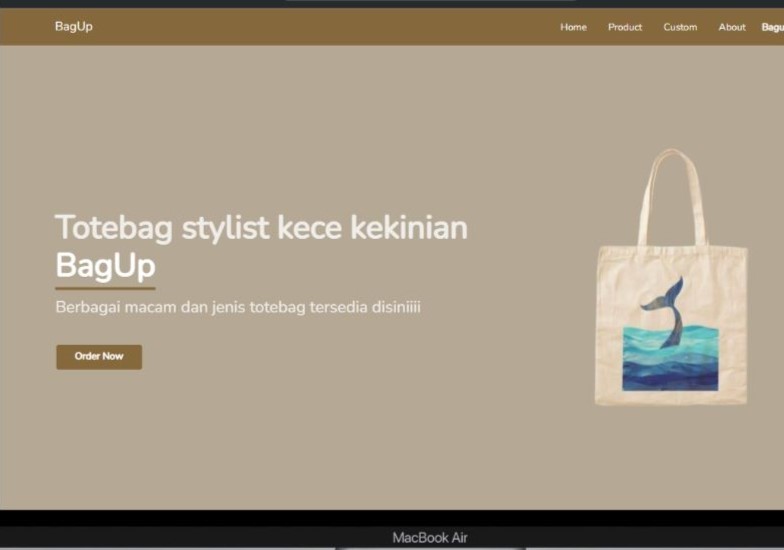 BagUp
Home Product Custom About Bagu
Totebag stylist kece kekinian
BagUp
Berbagai macam dan jenis totebag tersedia disiniiii
Order Now
MacBook Air